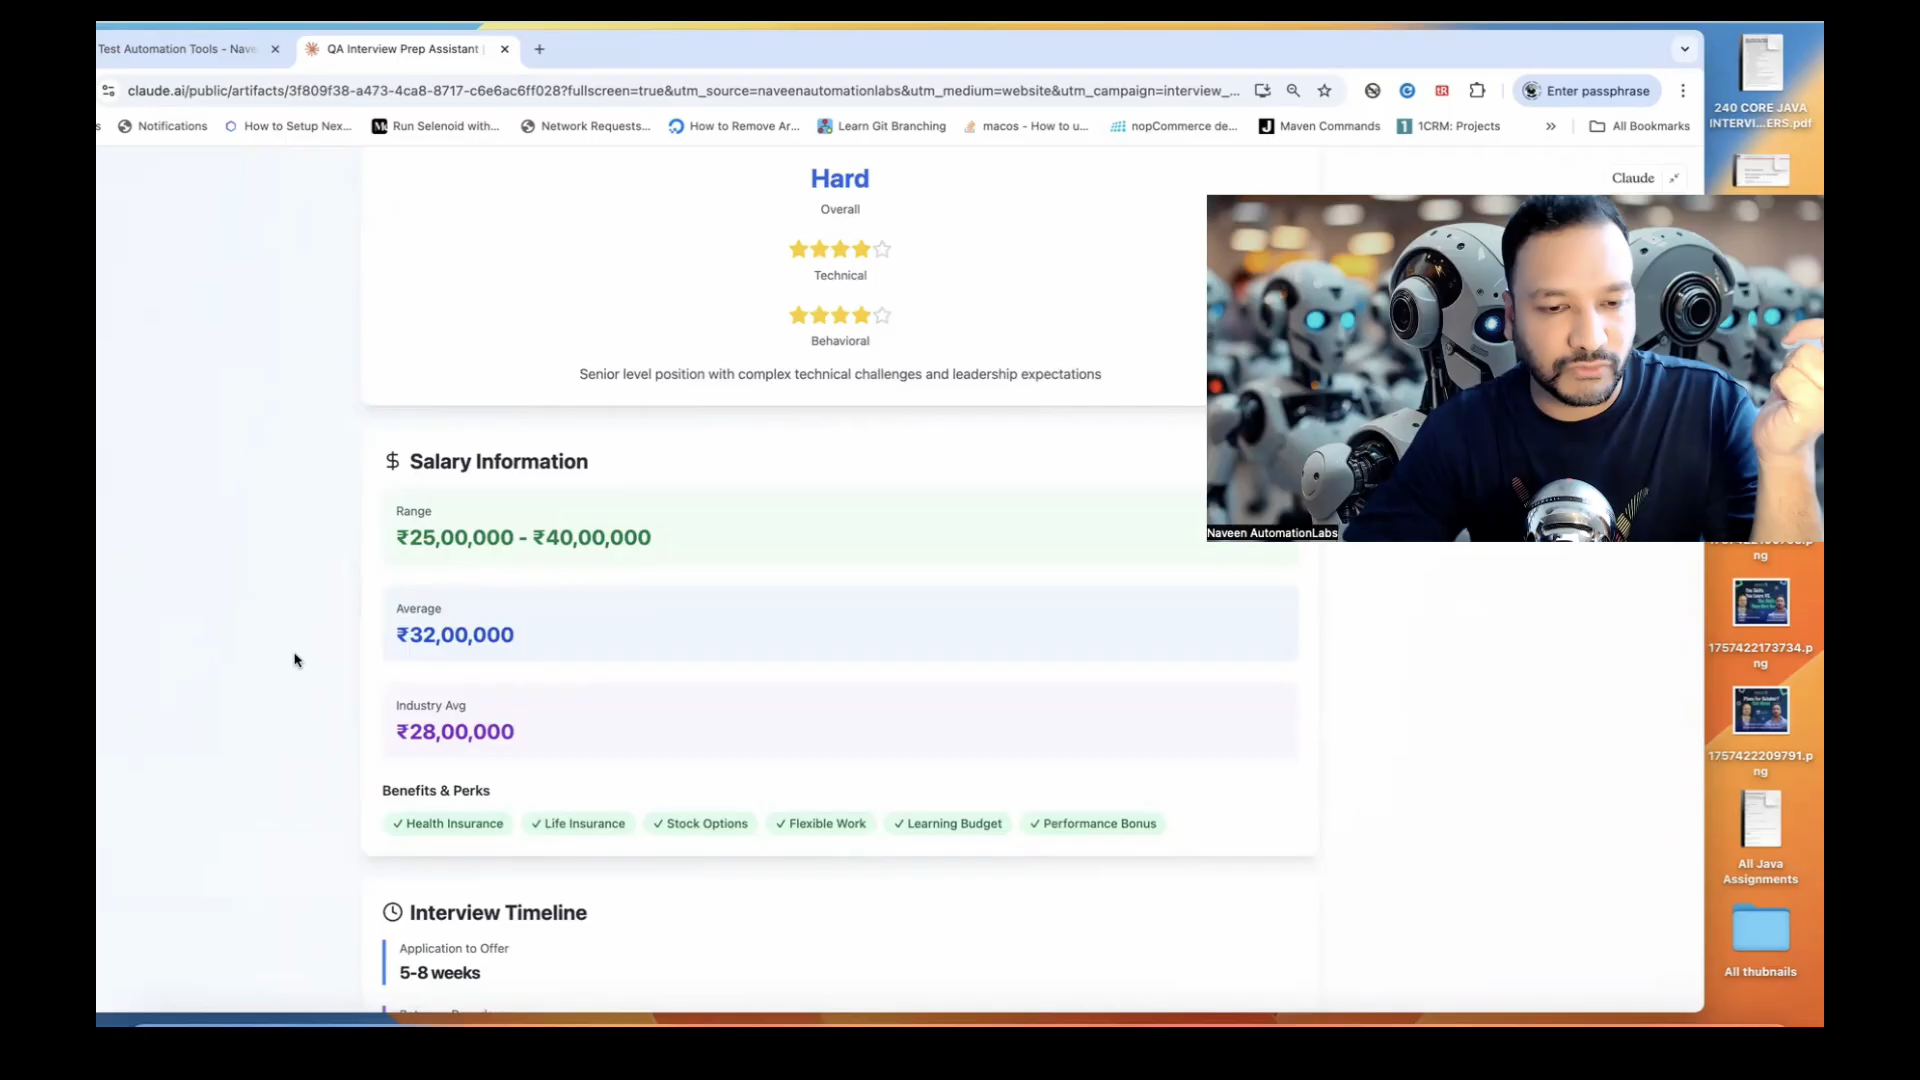 Test Automation Tools - Nave
QA Interview Prep Assistant
claude.ai/public/artifacts/3f809f38-a473-4ca8-8717-c6e6ac6ff028?fullscreen=true&utm_source=naveenautomationlabs&utm_medium=website&utm_campaign=interview_...
Enter passphrase
s Notifications How to Setup Nex... Run Selenoid with... Network Requests... How to Remove Ar... Learn Git Branching macos - How to u... nopCommerce de... Maven Commands 1CRM: Projects » All Bookmarks
240 CORE JAVA
INTERVI...ERS.pdf
Hard
Overall
Technical
Behavioral
Senior level position with complex technical challenges and leadership expectations
Claude
Naveen AutomationLabs
Salary Information
Range
₹25,00,000 - ₹40,00,000
Average
₹32,00,000
Industry Avg
₹28,00,000
Benefits & Perks
✓ Health Insurance ✓ Life Insurance ✓ Stock Options ✓ Flexible Work ✓ Learning Budget ✓ Performance Bonus
Interview Timeline
Application to Offer
5-8 weeks
ng
1757422173734.p
ng
1757422209791.p
ng
All Java
Assignments
All thubnails